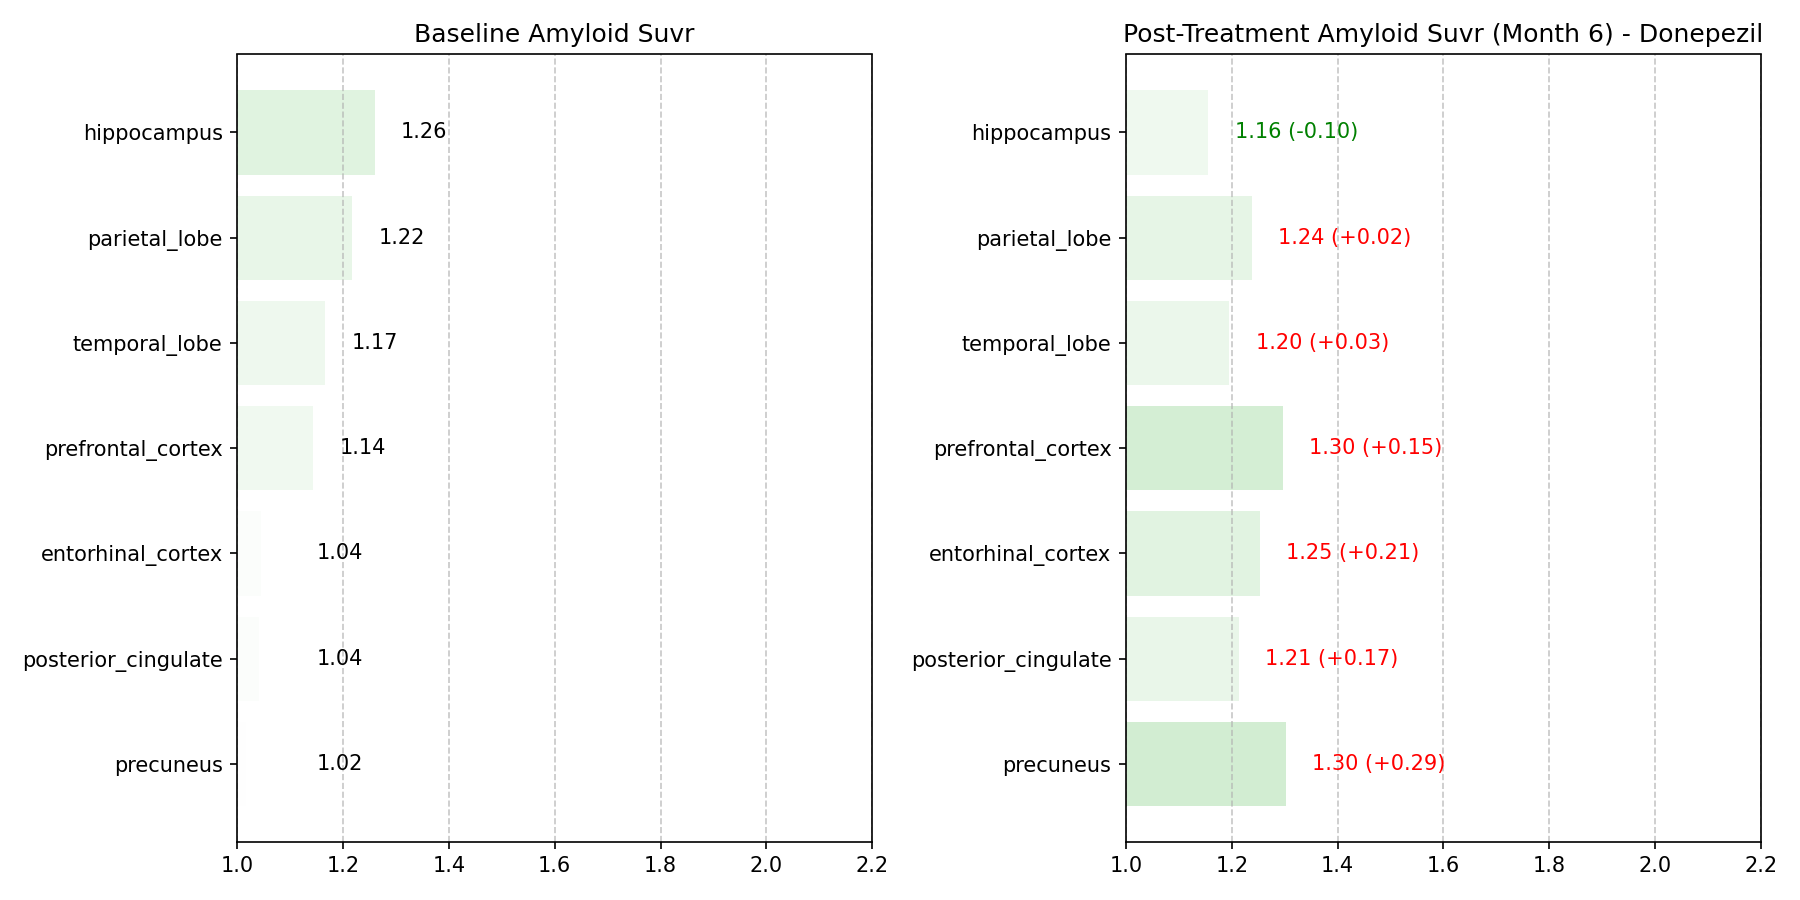 Baseline Amyloid Suvr
hippocampus 1.26
parietal_lobe 1.22
temporal_lobe 1.17
prefrontal_cortex 1.14
entorhinal_cortex 1.04
posterior_cingulate 1.04
precuneus 1.02
1.0 1.2 1.4 1.6 1.8 2.0 2.2
Post-Treatment Amyloid Suvr (Month 6) - Donepezil
hippocampus 1.16 (-0.10)
parietal_lobe 1.24 (+0.02)
temporal_lobe 1.20 (+0.03)
prefrontal_cortex 1.30 (+0.15)
entorhinal_cortex 1.25 (+0.21)
posterior_cingulate 1.21 (+0.17)
precuneus 1.30 (+0.29)
1.0 1.2 1.4 1.6 1.8 2.0 2.2